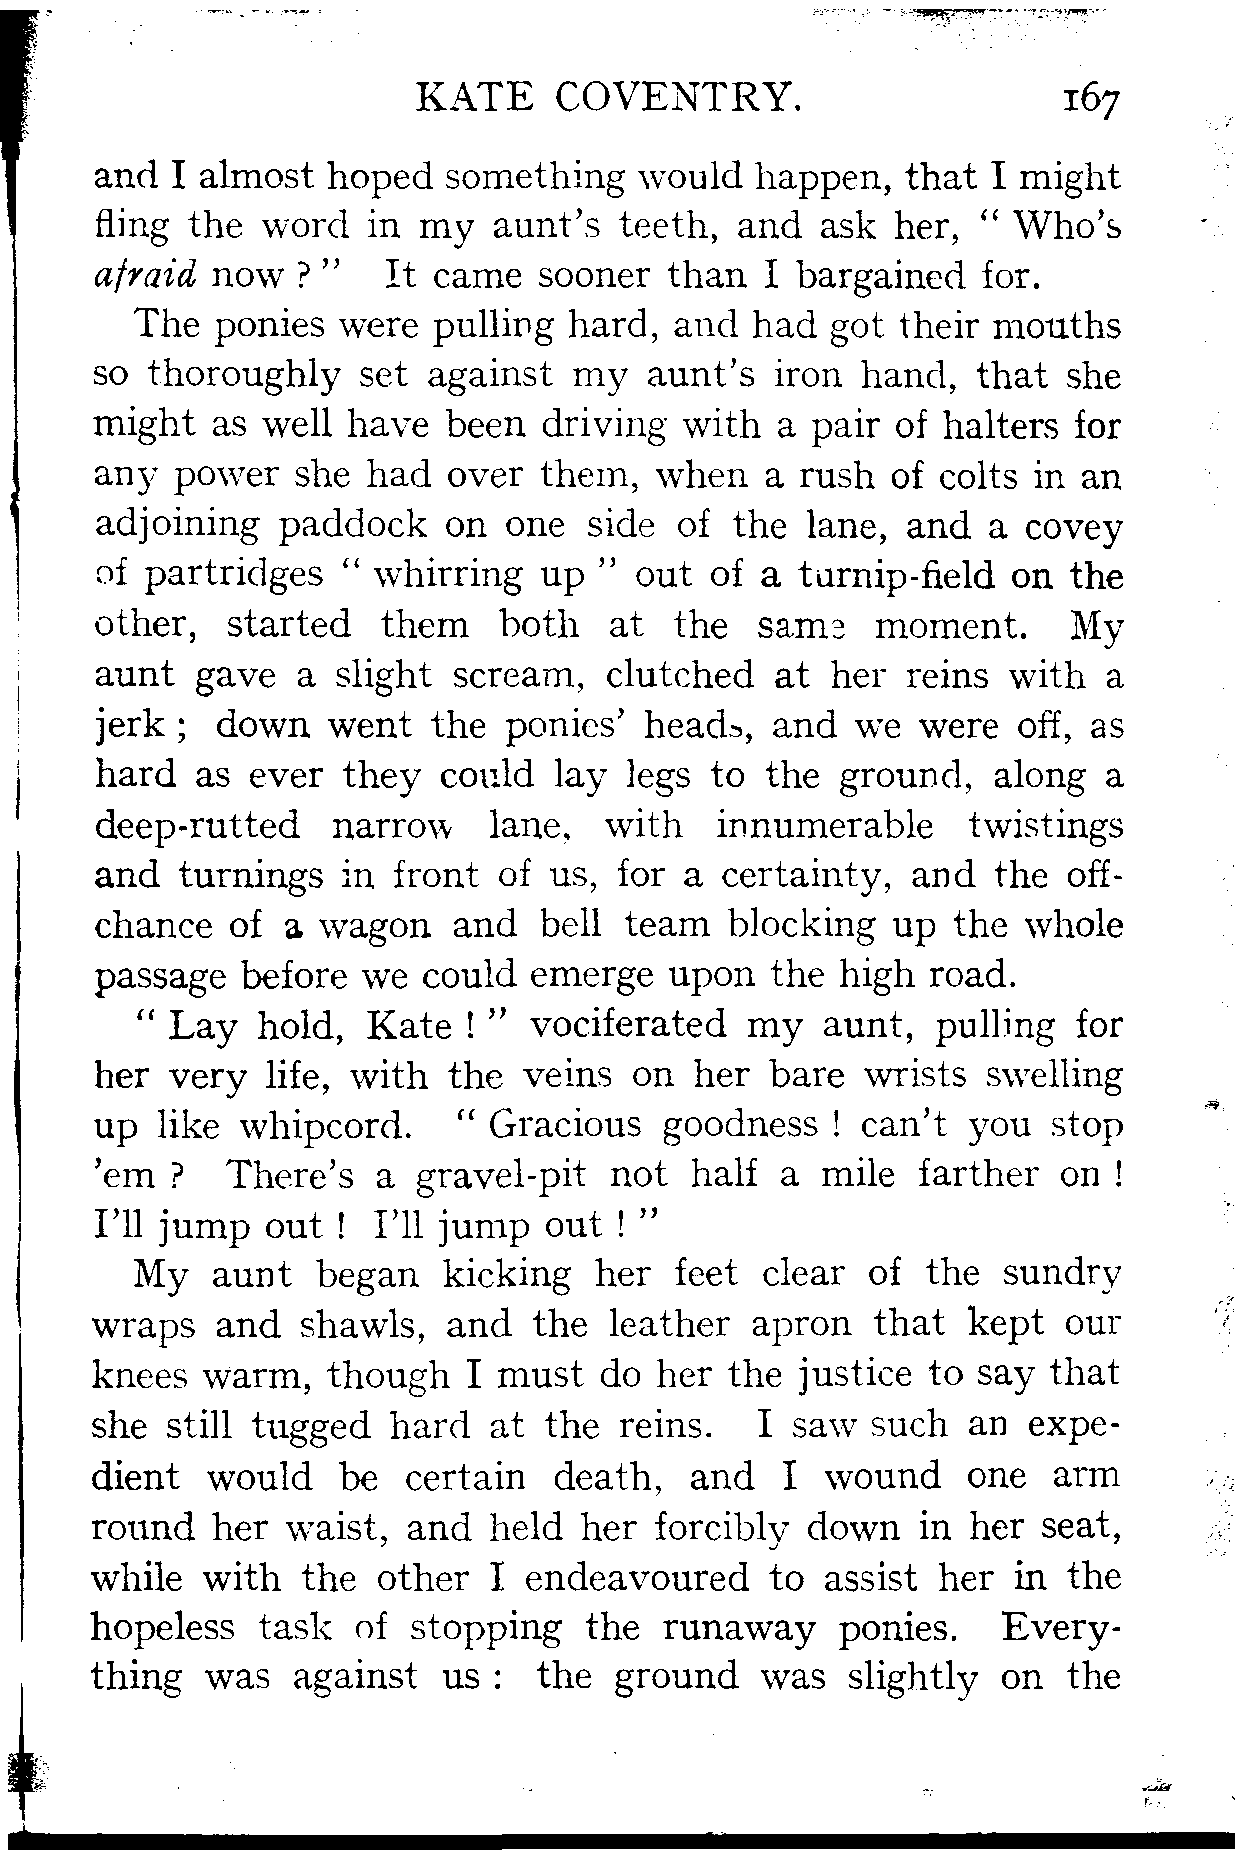 KATE COVENTRY. 167
and I almost hoped something would happen, that I might
fling the word in my aunt's teeth, and ask her, “ Who's
afraid now ? ” It came sooner than I bargained for.
The ponies were pulling hard, and had got their mouths
so thoroughly set against my aunt's iron hand, that she
might as well have been driving with a pair of halters for
any power she had over them, when a rush of colts in an
adjoining paddock on one side of the lane, and a covey
of partridges “ whirring up ” out of a turnip-field on the
other, started them both at the same moment. My
aunt gave a slight scream, clutched at her reins with a
jerk ; down went the ponies' heads, and we were off, as
hard as ever they could lay legs to the ground, along a
deep-rutted narrow lane, with innumerable twistings
and turnings in front of us, for a certainty, and the off-
chance of a wagon and bell team blocking up the whole
passage before we could emerge upon the high road.
“ Lay hold, Kate ! ” vociferated my aunt, pulling for
her very life, with the veins on her bare wrists swelling
up like whipcord. “ Gracious goodness ! can't you stop
'em ? There's a gravel-pit not half a mile farther on !
I'll jump out ! I'll jump out ! ”
My aunt began kicking her feet clear of the sundry
wraps and shawls, and the leather apron that kept our
knees warm, though I must do her the justice to say that
she still tugged hard at the reins. I saw such an expe-
dient would be certain death, and I wound one arm
round her waist, and held her forcibly down in her seat,
while with the other I endeavoured to assist her in the
hopeless task of stopping the runaway ponies. Every-
thing was against us : the ground was slightly on the